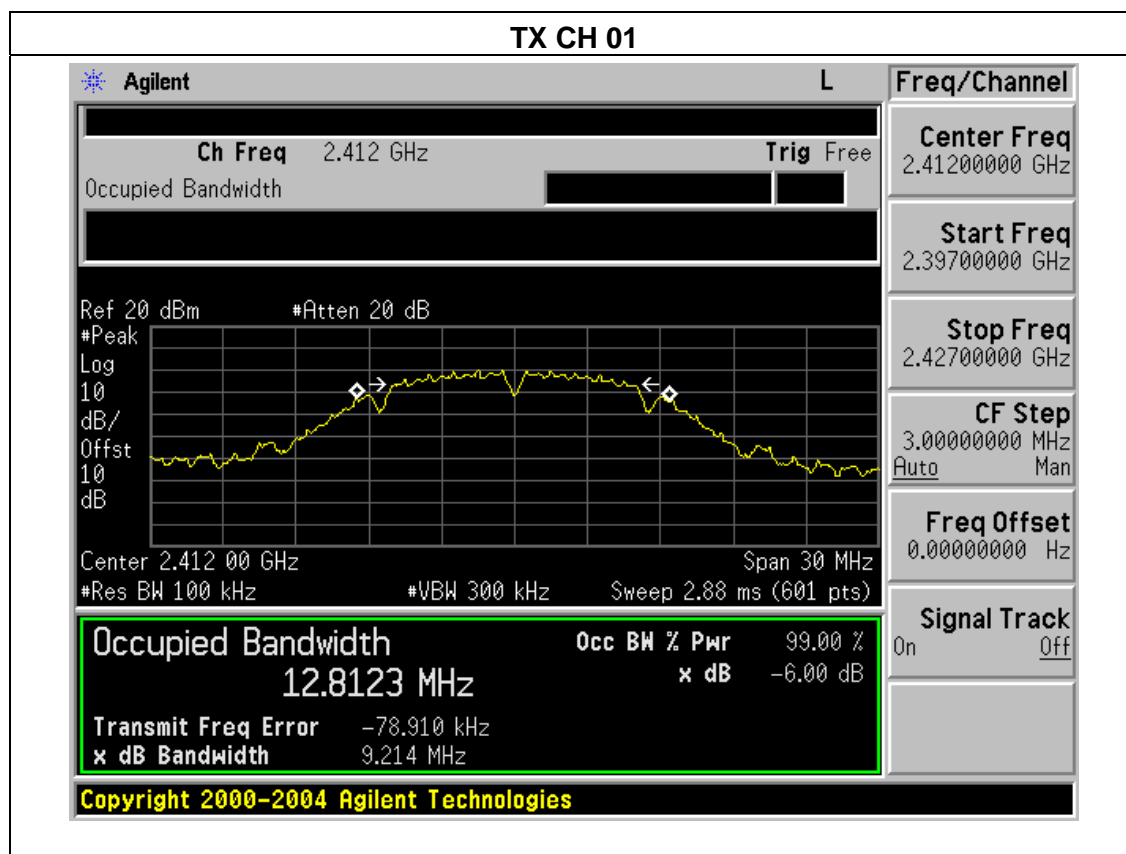 TX CH 01
Agilent L
Freq/Channel
Ch Freq 2.412 GHz Trig Free
Occupied Bandwidth
Center Freq
2.41200000 GHz
Start Freq
2.39700000 GHz
Stop Freq
2.42700000 GHz
CF Step
3.00000000 MHz
Auto Man
Freq Offset
0.00000000 Hz
Signal Track
On Off
Ref 20 dBm #Atten 20 dB
#Peak
Log
10
dB/
Offst
10
dB
Center 2.412 00 GHz Span 30 MHz
#Res BW 100 kHz #VBW 300 kHz Sweep 2.88 ms (601 pts)
Occupied Bandwidth Occ BW % Pwr 99.00 %
12.8123 MHz x dB -6.00 dB
Transmit Freq Error -78.910 kHz
x dB Bandwidth 9.214 MHz
Copyright 2000-2004 Agilent Technologies